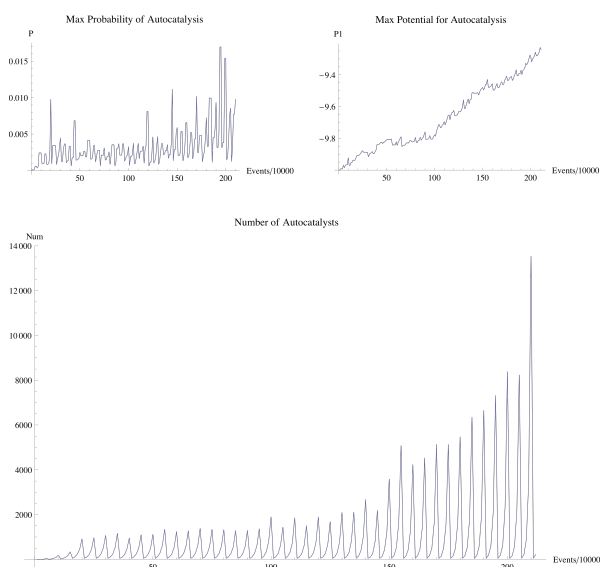 Max Probability of Autocatalysis
P
0.015
0.010
0.005
50
100
150
200
Events/10000
Max Potential for Autocatalysis
P1
-9.4
-9.6
-9.8
50
100
150
200
Events/10000
Number of Autocatalysts
Num
14000
12000
10000
8000
6000
4000
2000
50
100
150
200
Events/10000